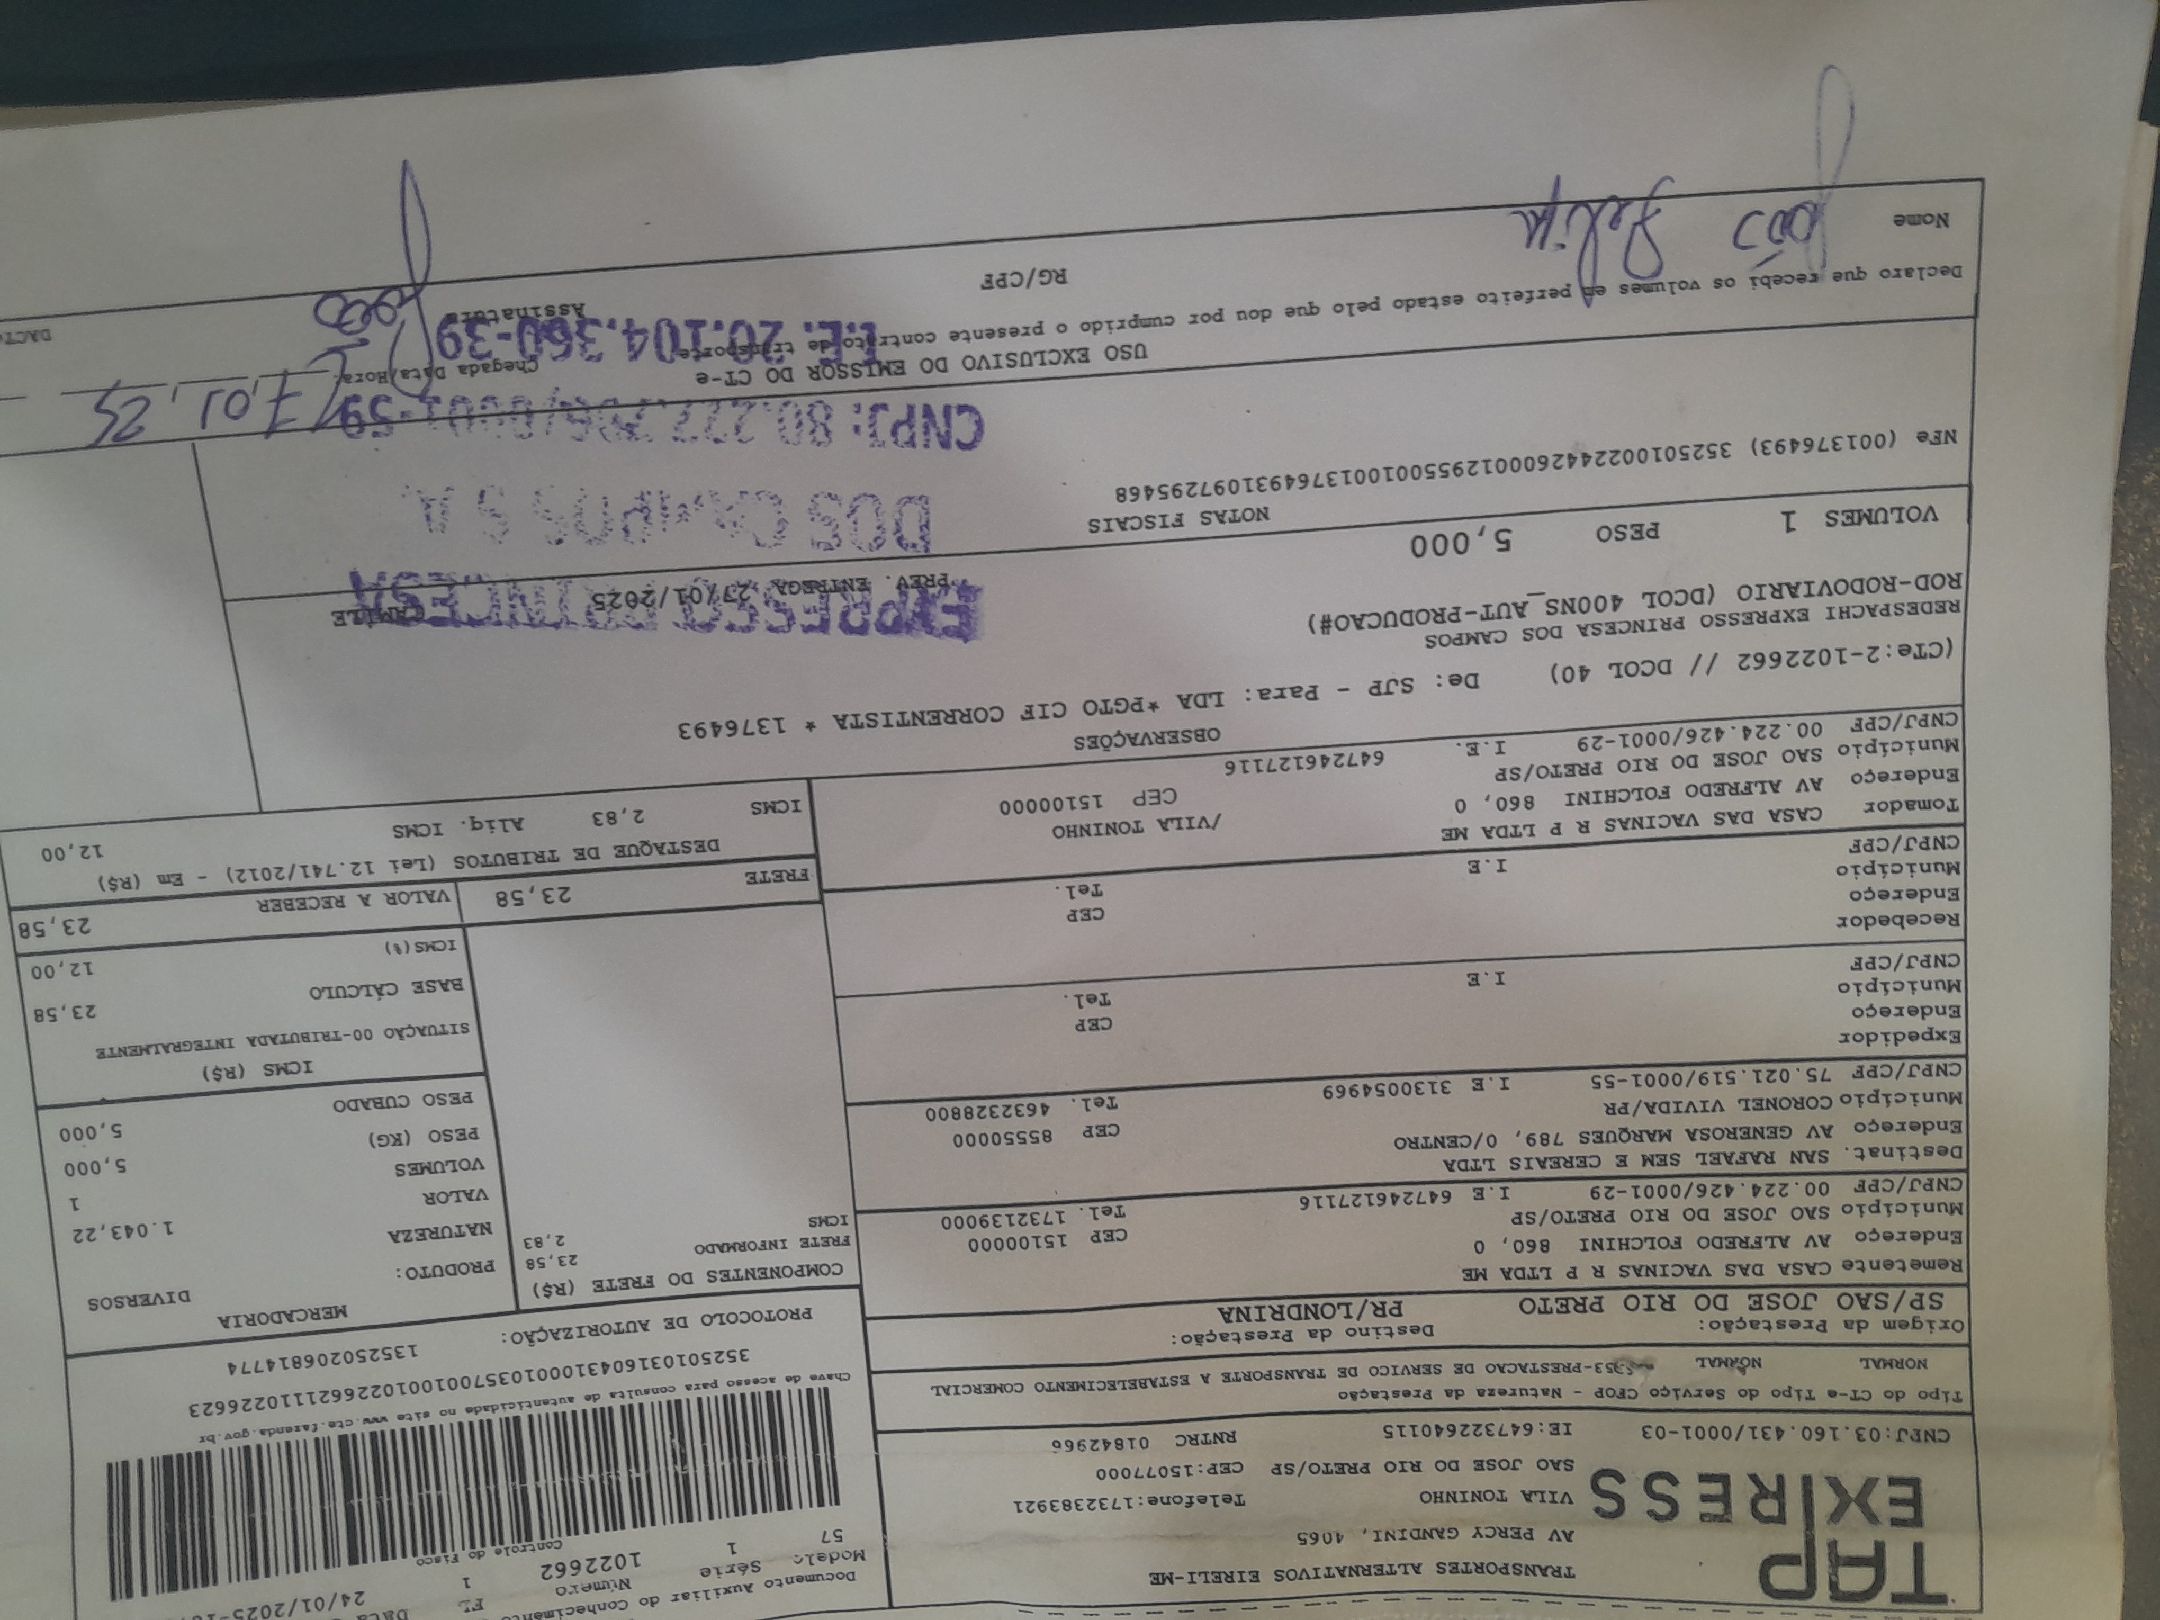 TAP
EXPRESS
TRANSPORTES ALTERNATIVOS EIRELI-ME
AV PERCY GANDINI, 4065
VILA TONINHO Telefone:1732383921
SAO JOSE DO RIO PRETO/SP CEP:15077000
CNPJ:03.160.431/0001-03 IE:647322640115 RNTRC 01842966
Documento Auxiliar do Conhecimento
Modelo Série Número FL
57 1 1022662 1 24/01/2025
Controle do Fisco
Chave de acesso para consulta de autenticidade no site www.cte.fazenda.gov.br
35250103160431000103570010010226621110226623
PROTOCOLO DE AUTORIZAÇÃO: 135250206814774
Tipo do CT-e Tipo do Serviço CFOP - Natureza da Prestação
NORMAL NORMAL 5353-PRESTACAO DE SERVICO DE TRANSPORTE A ESTABELECIMENTO COMERCIAL
Origem da Prestação: Destino da Prestação:
SP/SAO JOSE DO RIO PRETO PR/LONDRINA
Remetente CASA DAS VACINAS R P LTDA ME
Endereço AV ALFREDO FOLCHINI 860, 0 CEP 15100000
Município SAO JOSE DO RIO PRETO/SP Tel. 1732139000
CNPJ/CPF 00.224.426/0001-29 I.E 647246127116
Destinat. SAN RAFAEL SEM E CEREAIS LTDA
Endereço AV GENEROSA MARQUES 789, 0/CENTRO CEP 85550000
Município CORONEL VIVIDA/PR Tel. 4632328800
CNPJ/CPF 75.021.519/0001-55 I.E 3130054969
Expedidor
Endereço CEP
Município Tel.
CNPJ/CPF I.E
Recebedor
Endereço CEP
Município Tel.
CNPJ/CPF I.E
Tomador CASA DAS VACINAS R P LTDA ME
Endereço AV ALFREDO FOLCHINI 860, 0 /VILA TONINHO
Município SAO JOSE DO RIO PRETO/SP CEP 15100000
CNPJ/CPF 00.224.426/0001-29 I.E. 647246127116
COMPONENTES DO FRETE (R$)
FRETE INFORMADO 23,58
ICMS 2,83
MERCADORIA
PRODUTO: DIVERSOS
NATUREZA
VALOR 1.043,22
VOLUMES 1
PESO (KG) 5,000
PESO CUBADO 5,000
ICMS (R$)
SITUAÇÃO 00-TRIBUTADA INTEGRALMENTE
BASE CÁLCULO 23,58
ICMS(%) 12,00
FRETE 23,58 VALOR A RECEBER 23,58
DESTAQUE DE TRIBUTOS (Lei 12.741/2012) - Em (R$)
ICMS 2,83 Aliq. ICMS 12,00
OBSERVAÇÕES
(CTe:2-1022662 // DCOL 40) De: SJP - Para: LDA *PGTO CIF CORRENTISTA * 1376493
REDESPACHI EXPRESSO PRINCESA DOS CAMPOS
ROD-RODOVIARIO (DCOL 400NS_AUT-PRODUCAO#)
PREV. ENTREGA 27/01/2025 CAMILE
VOLUMES 1 PESO 5,000
NOTAS FISCAIS
NFe (001376493) 35250100224426000129550010013764931097295468
EXPRESSO PRINCESA
DOS CAMPOS S.A.
CNPJ: 80.227.796/0001-59
I.E. 20.104.360-39
USO EXCLUSIVO DO EMISSOR DO CT-e
Declaro que recebi os volumes em perfeito estado pelo que dou por cumprido o presente contrato de transporte
Chegada Data/Hora: 27,01,25
Nome João Felipe RG/CPF Assinatura João